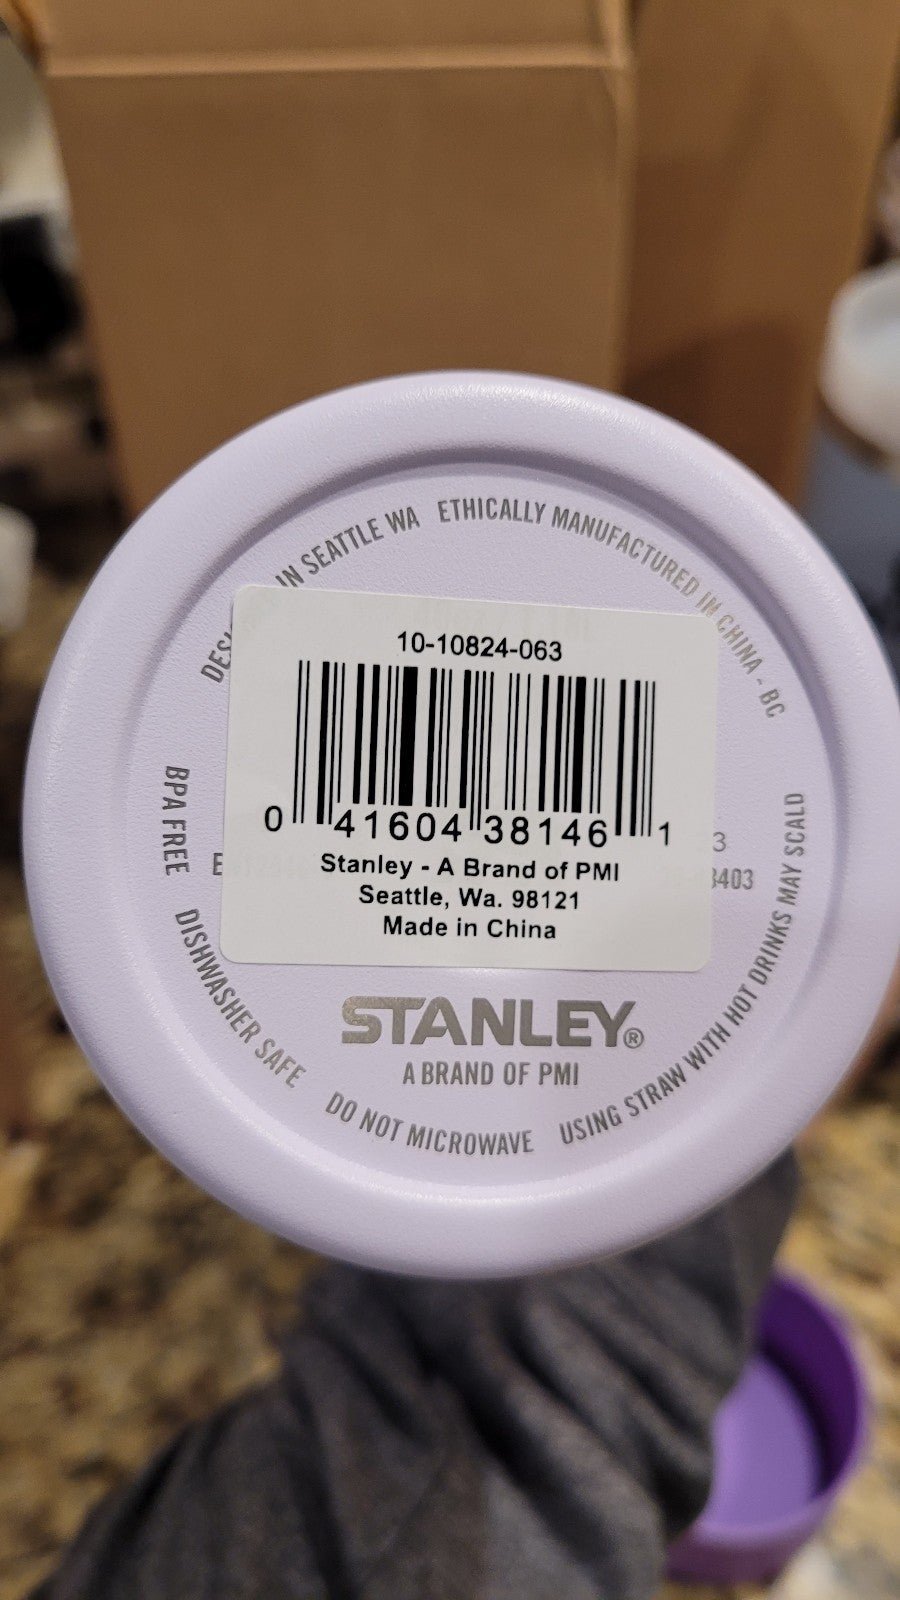 IN SEATTLE WA
ETHICALLY MANUFACTURED IN CHINA - BC
10-10824-063
0 41604 38146 1
Stanley - A Brand of PMI
Seattle, Wa. 98121
Made in China
BPA FREE
DISHWASHER SAFE
STANLEY®
A BRAND OF PMI
DO NOT MICROWAVE
USING STRAW WITH HOT DRINKS MAY SCALD